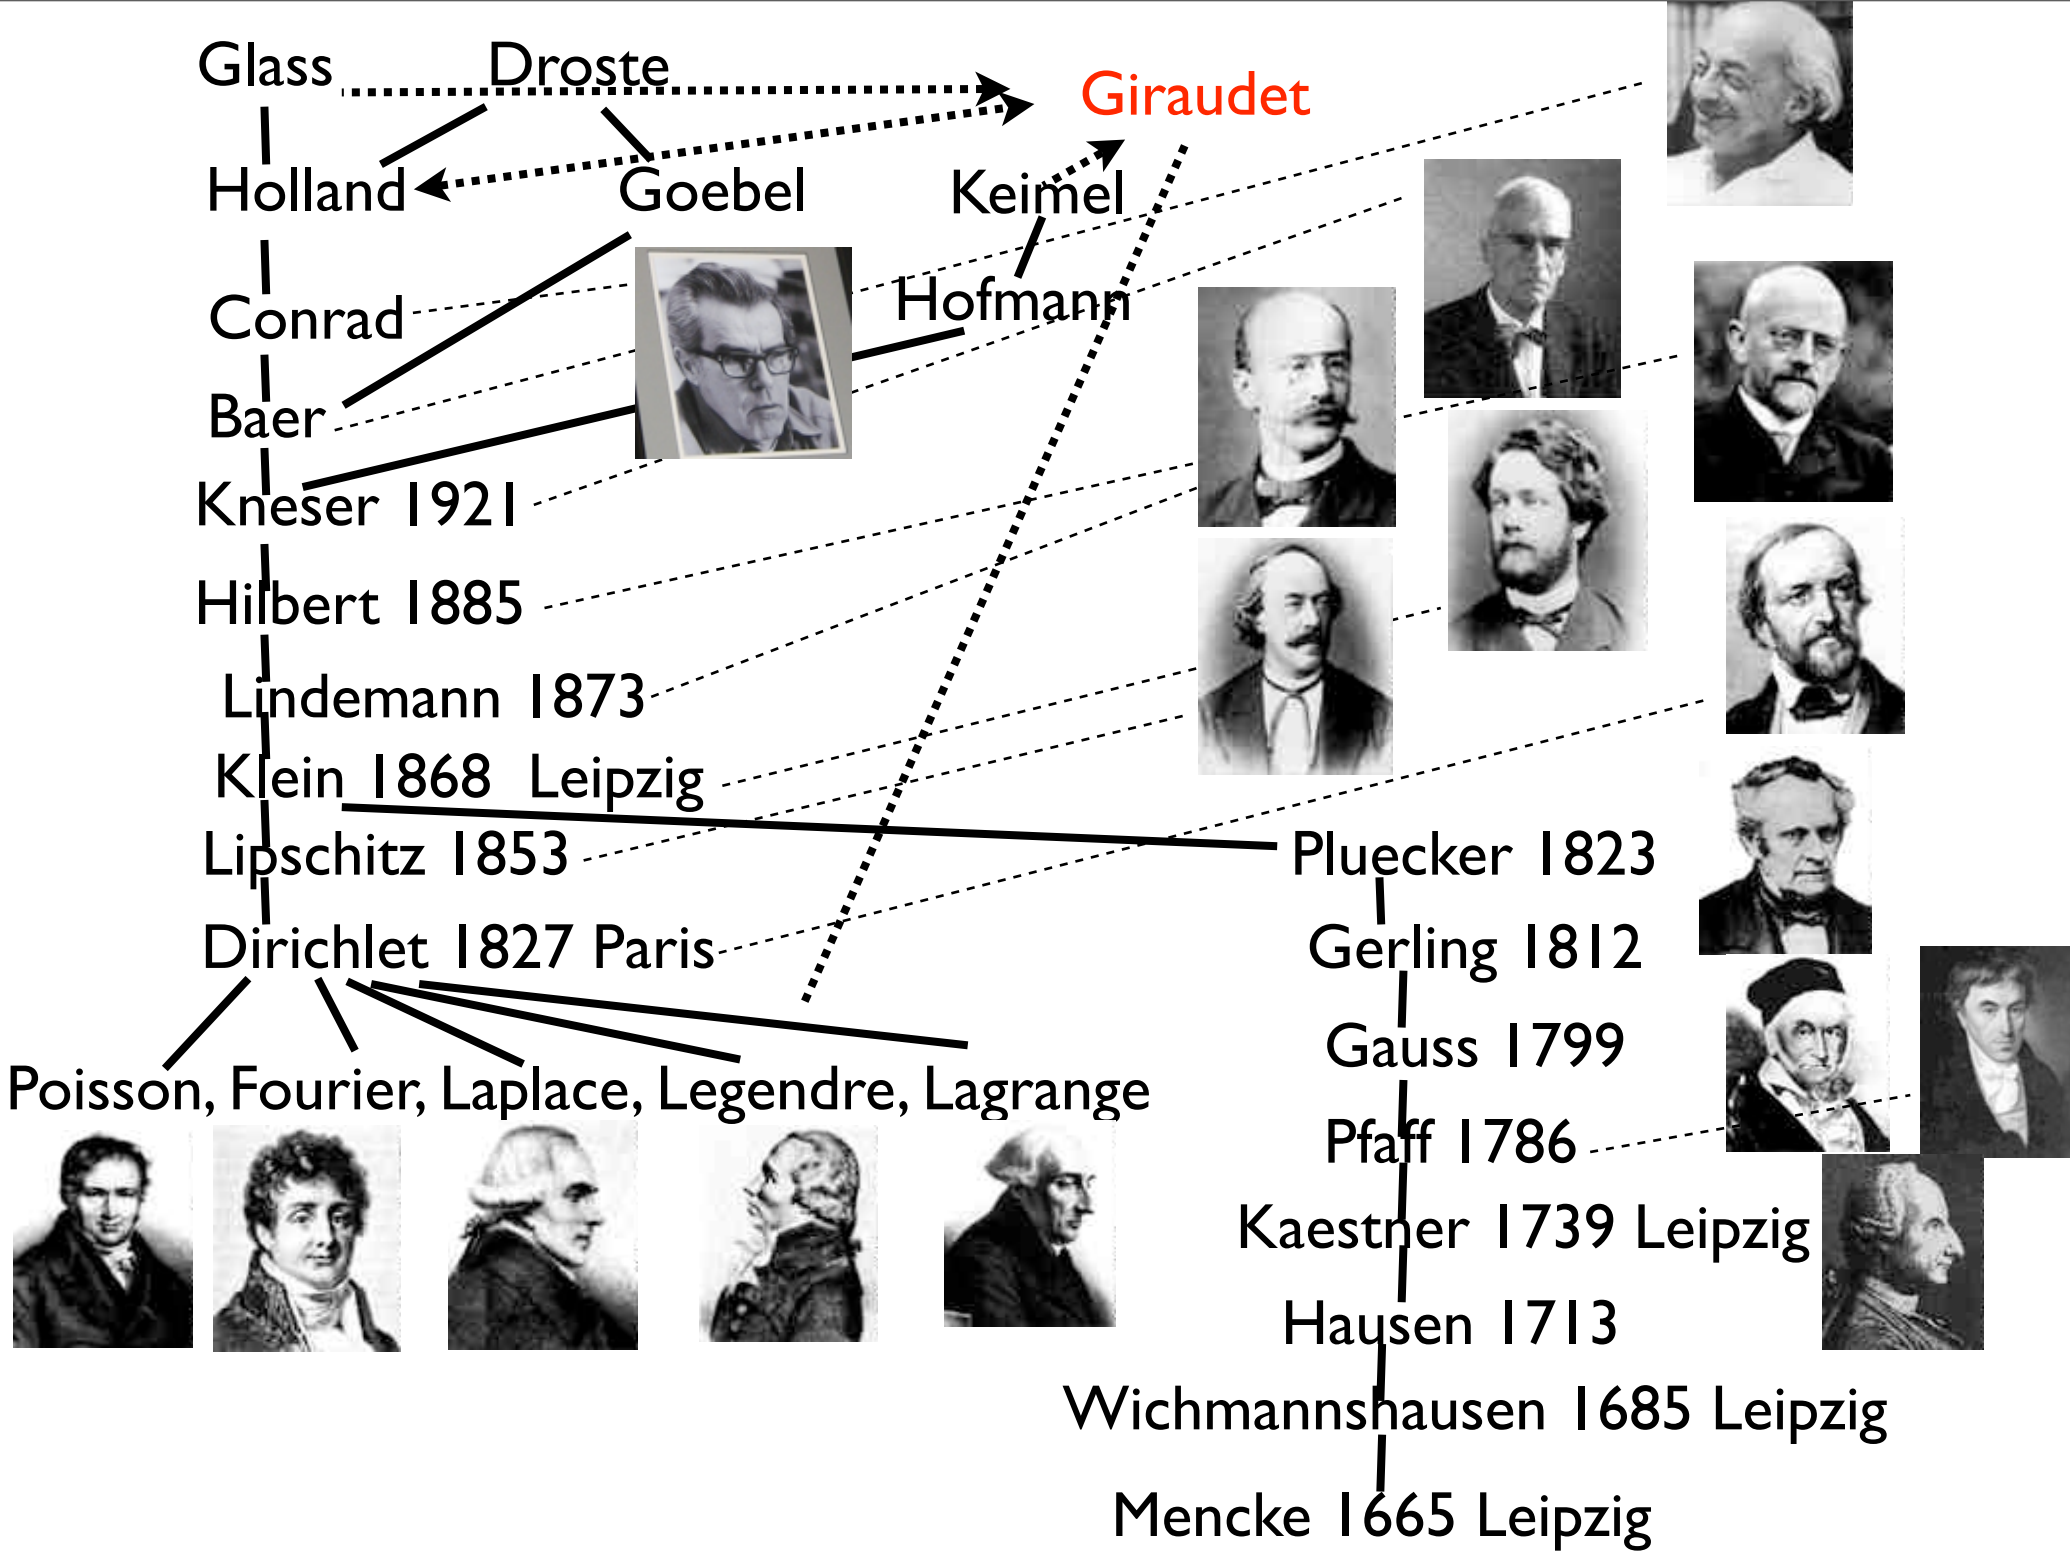 Glass Droste
Giraudet
Holland Goebel Keimel
Conrad Hofmann
Baer
Kneser 1921
Hilbert 1885
Lindemann 1873
Klein 1868 Leipzig
Lipschitz 1853 Pluecker 1823
Dirichlet 1827 Paris Gerling 1812
Gauss 1799
Poisson, Fourier, Laplace, Legendre, Lagrange
Pfaff 1786
Kaestner 1739 Leipzig
Hausen 1713
Wichmannshausen 1685 Leipzig
Mencke 1665 Leipzig